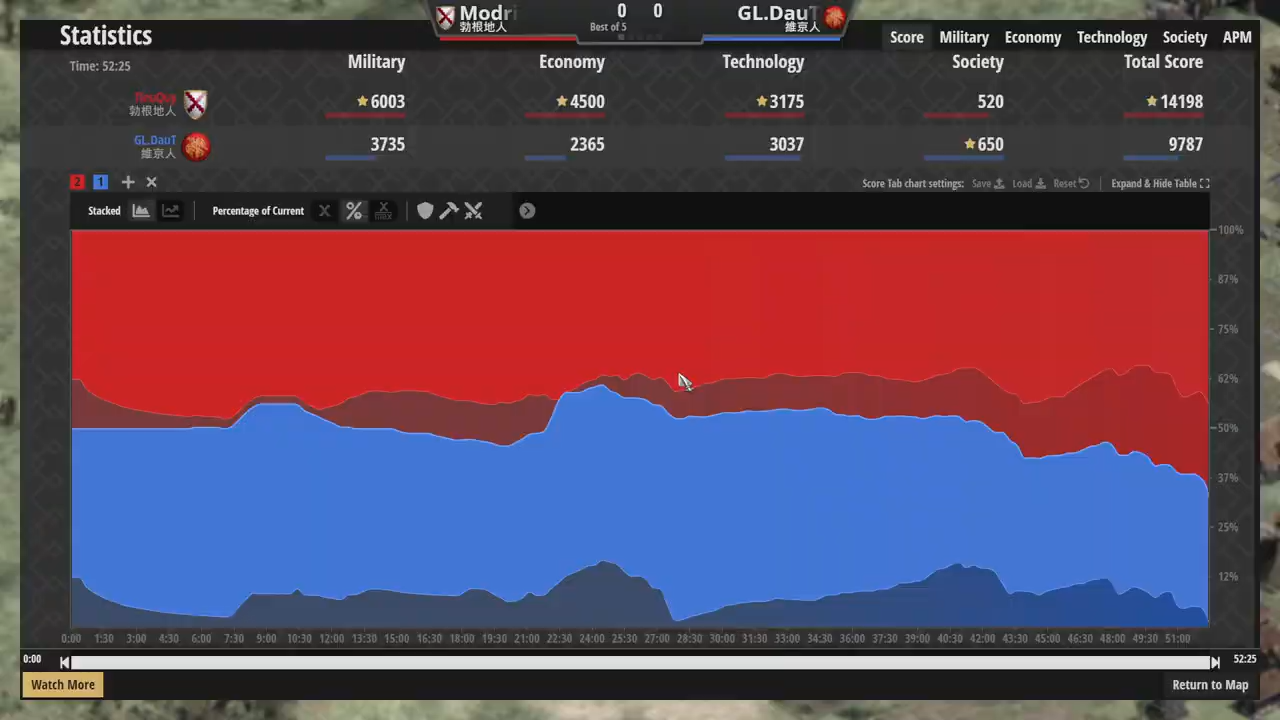 Modri 0 0 GL.DauT
勃根地人 Best of 5 維京人
Statistics
Score Military Economy Technology Society APM
Time: 52:25 Military Economy Technology Society Total Score
勃根地人 6003 4500 3175 520 14198
GL.DauT
維京人 3735 2365 3037 650 9787
2 1
Score Tab chart settings: Save Load Reset Expand & Hide Table
Stacked Percentage of Current
100%
87%
75%
62%
50%
37%
25%
12%
0:00 1:30 3:00 4:30 6:00 7:30 9:00 10:30 12:00 13:30 15:00 16:30 18:00 19:30 21:00 22:30 24:00 25:30 27:00 28:30 30:00 31:30 33:00 34:30 36:00 37:30 39:00 40:30 42:00 43:30 45:00 46:30 48:00 49:30 51:00
0:00 52:25
Watch More Return to Map